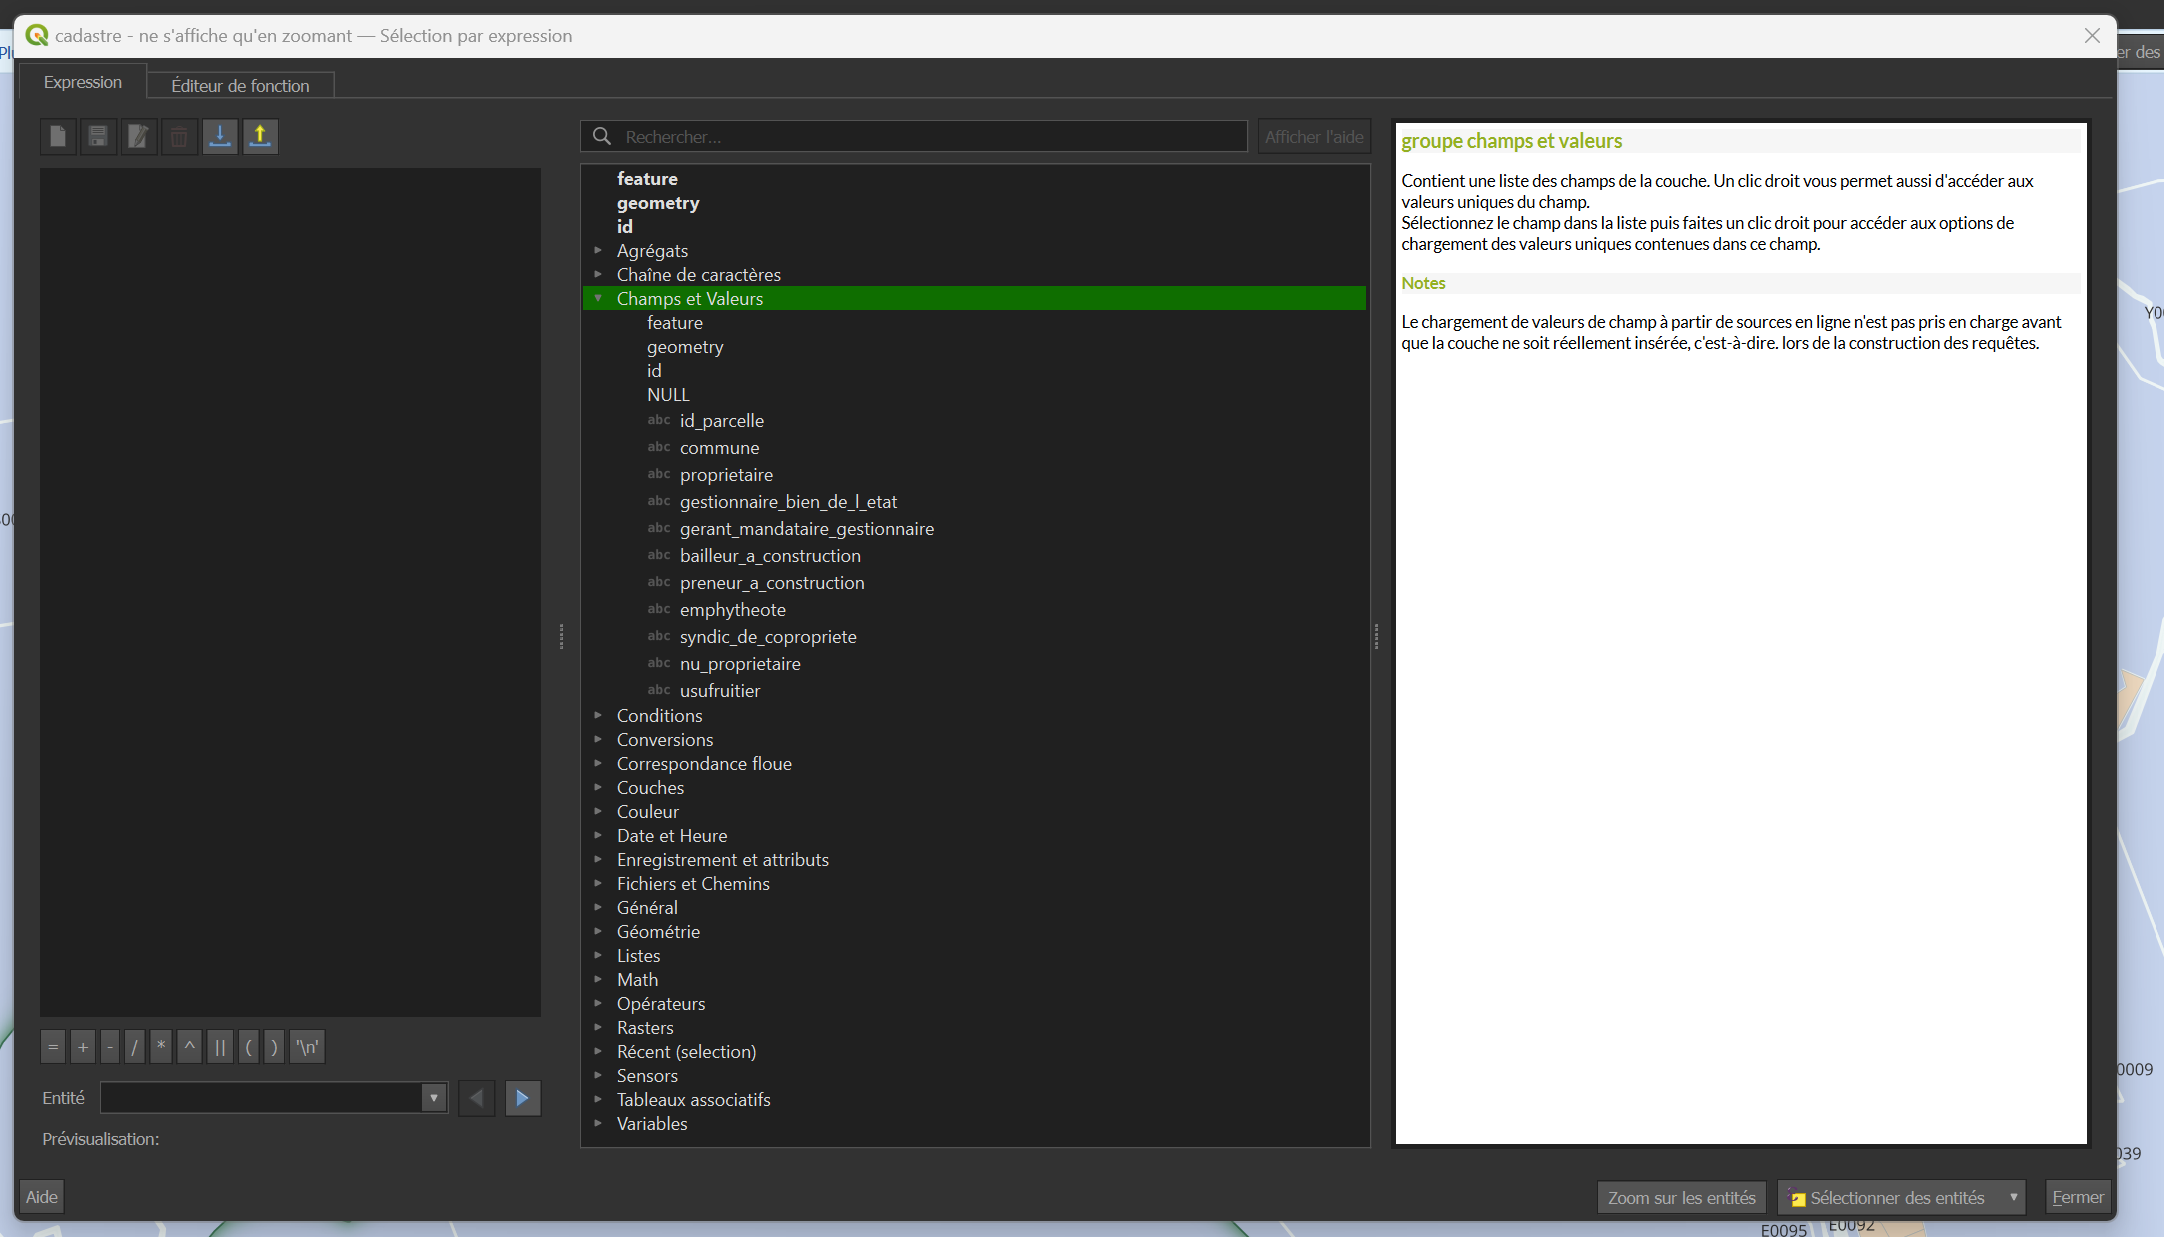 cadastre - ne s'affiche qu'en zoomant — Sélection par expression
er des
Expression
Éditeur de fonction
Rechercher...
Afficher l'aide
feature
geometry
id
Agrégats
Chaîne de caractères
Champs et Valeurs
feature
geometry
id
NULL
abc id_parcelle
abc commune
abc proprietaire
abc gestionnaire_bien_de_l_etat
abc gerant_mandataire_gestionnaire
abc bailleur_a_construction
abc preneur_a_construction
abc emphytheote
abc syndic_de_copropriete
abc nu_proprietaire
abc usufruitier
Conditions
Conversions
Correspondance floue
Couches
Couleur
Date et Heure
Enregistrement et attributs
Fichiers et Chemins
Général
Géométrie
Listes
Math
Opérateurs
Rasters
Récent (selection)
Sensors
Tableaux associatifs
Variables
groupe champs et valeurs
Contient une liste des champs de la couche. Un clic droit vous permet aussi d'accéder aux
valeurs uniques du champ.
Sélectionnez le champ dans la liste puis faites un clic droit pour accéder aux options de
chargement des valeurs uniques contenues dans ce champ.
Notes
Le chargement de valeurs de champ à partir de sources en ligne n'est pas pris en charge avant
que la couche ne soit réellement insérée, c'est-à-dire. lors de la construction des requêtes.
= + - / * ^ || ( ) '\n'
Entité
Prévisualisation:
Aide
Zoom sur les entités
Sélectionner des entités
Fermer
0009
039
E0095
E0092